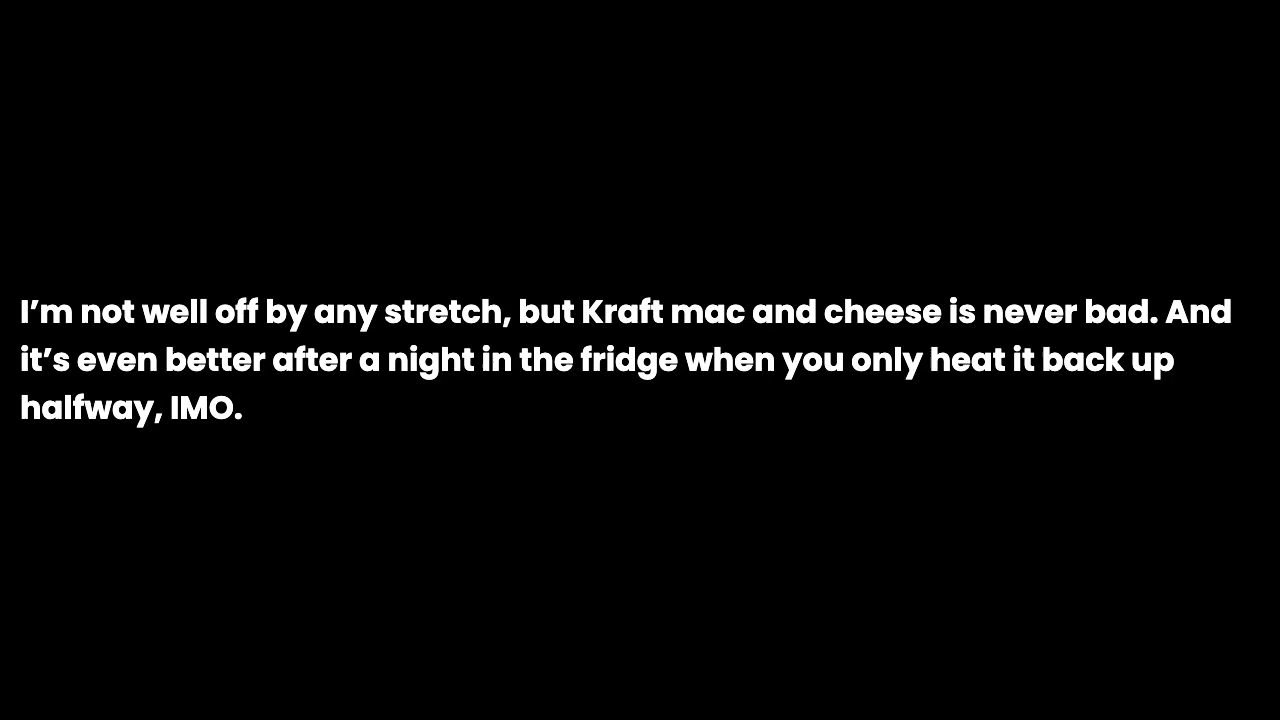 I’m not well off by any stretch, but Kraft mac and cheese is never bad. And
it’s even better after a night in the fridge when you only heat it back up
halfway, IMO.